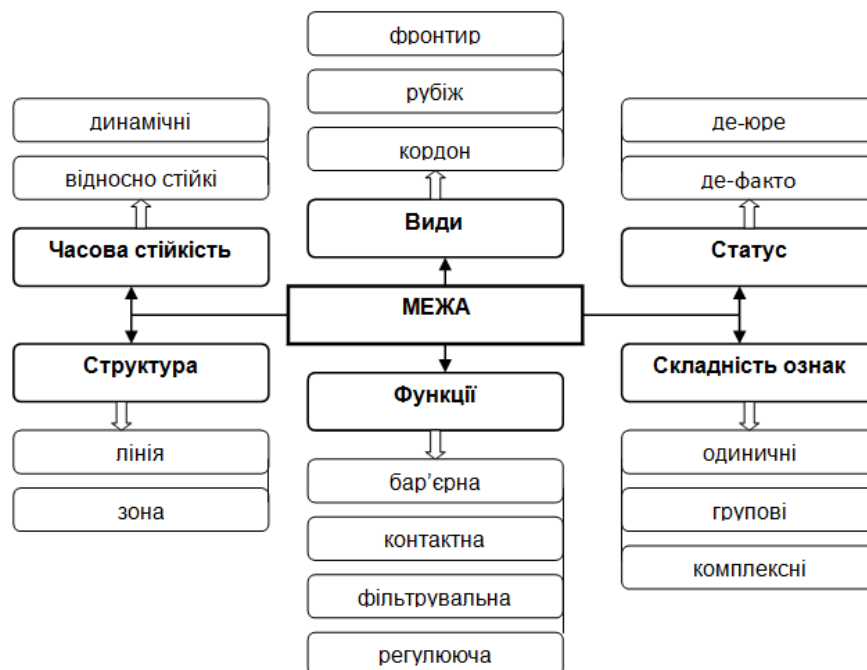 фронтир
рубіж
кордон
Види
динамічні
відносно стійкі
Часова стійкість
де-юре
де-факто
Статус
МЕЖА
Структура
лінія
зона
Функції
бар’єрна
контактна
фільтрувальна
регулююча
Складність ознак
одиничні
групові
комплексні